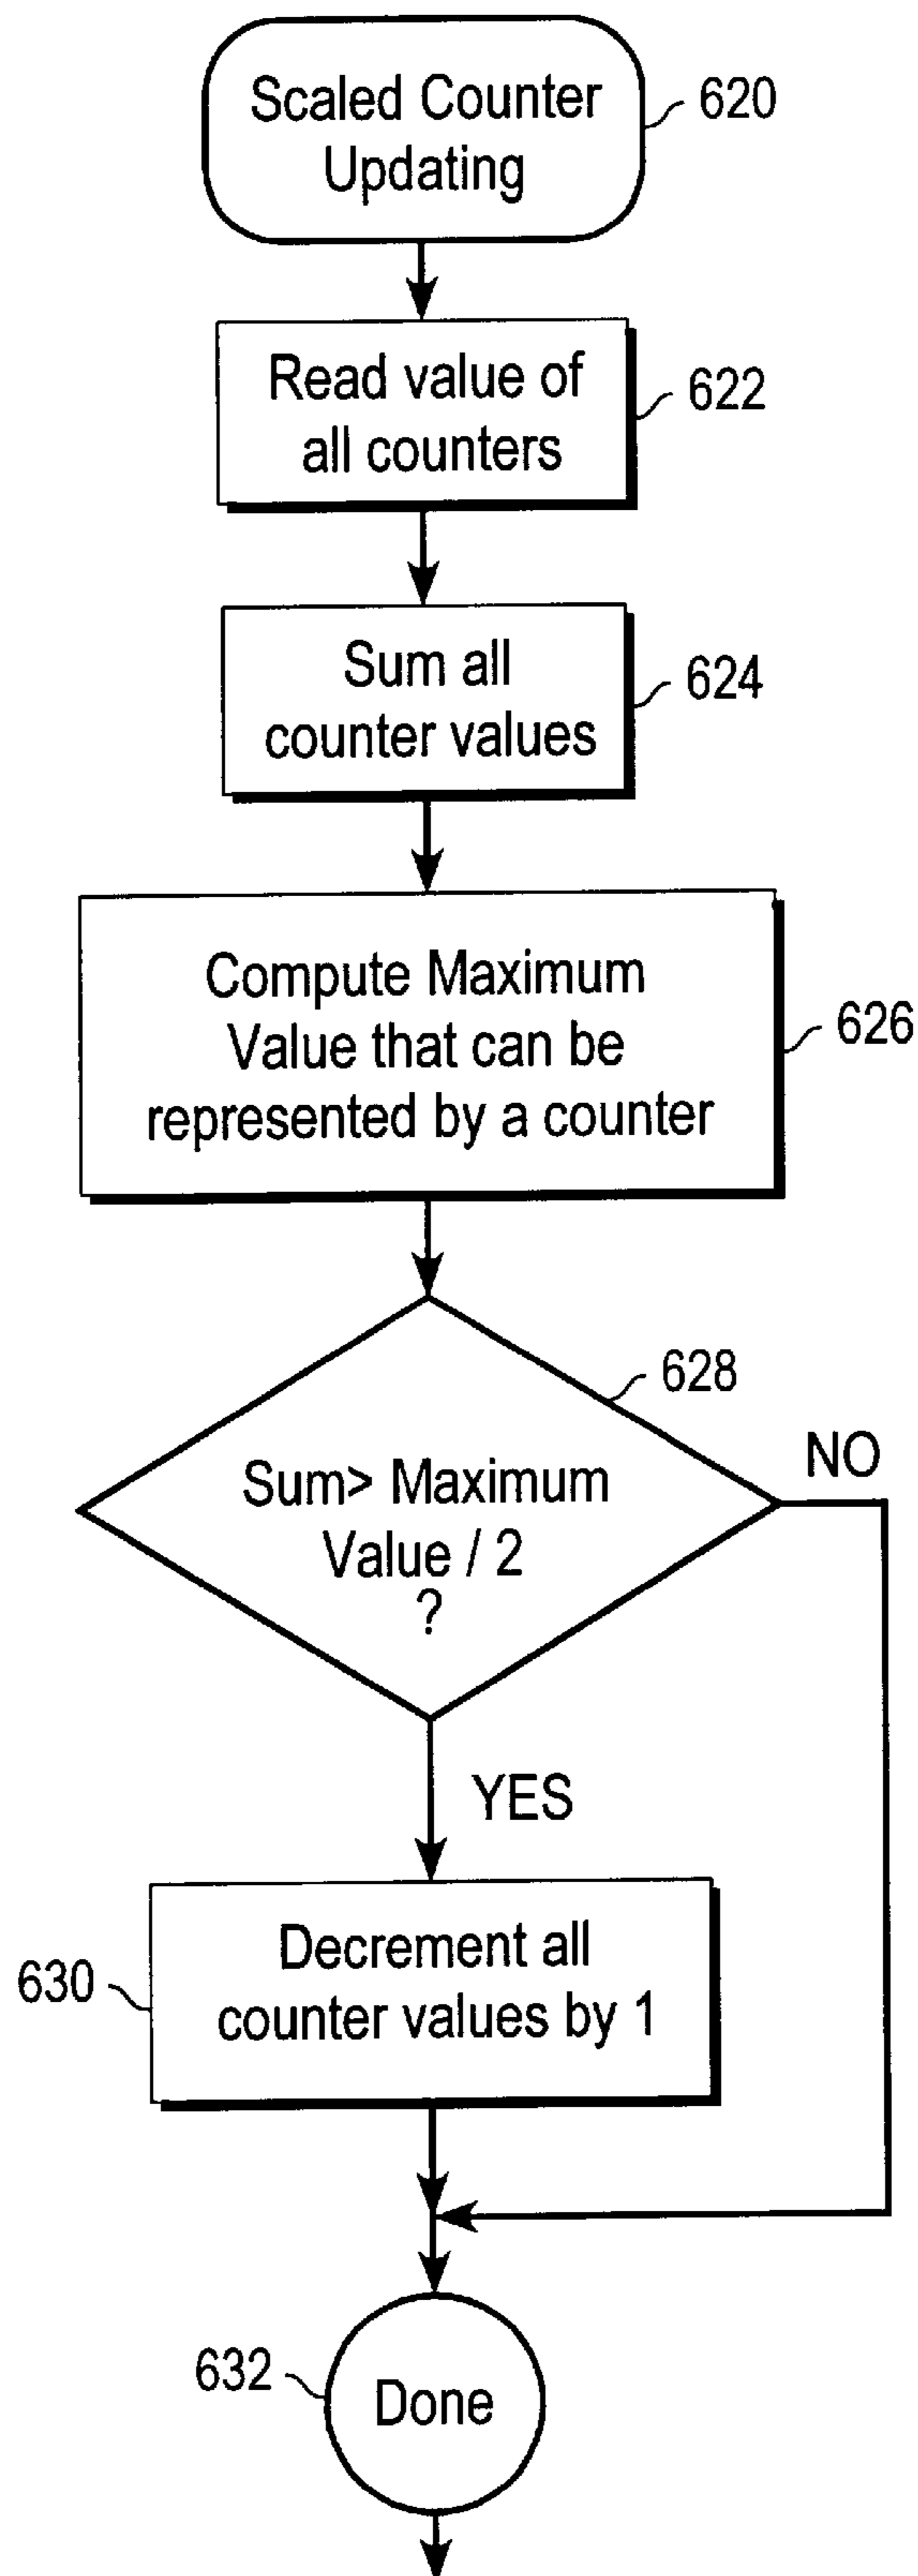 Scaled Counter
Updating
620
Read value of
all counters
622
Sum all
counter values
624
Compute Maximum
Value that can be
represented by a counter
626
628
Sum> Maximum
Value / 2
?
NO
YES
Decrement all
counter values by 1
630
632
Done